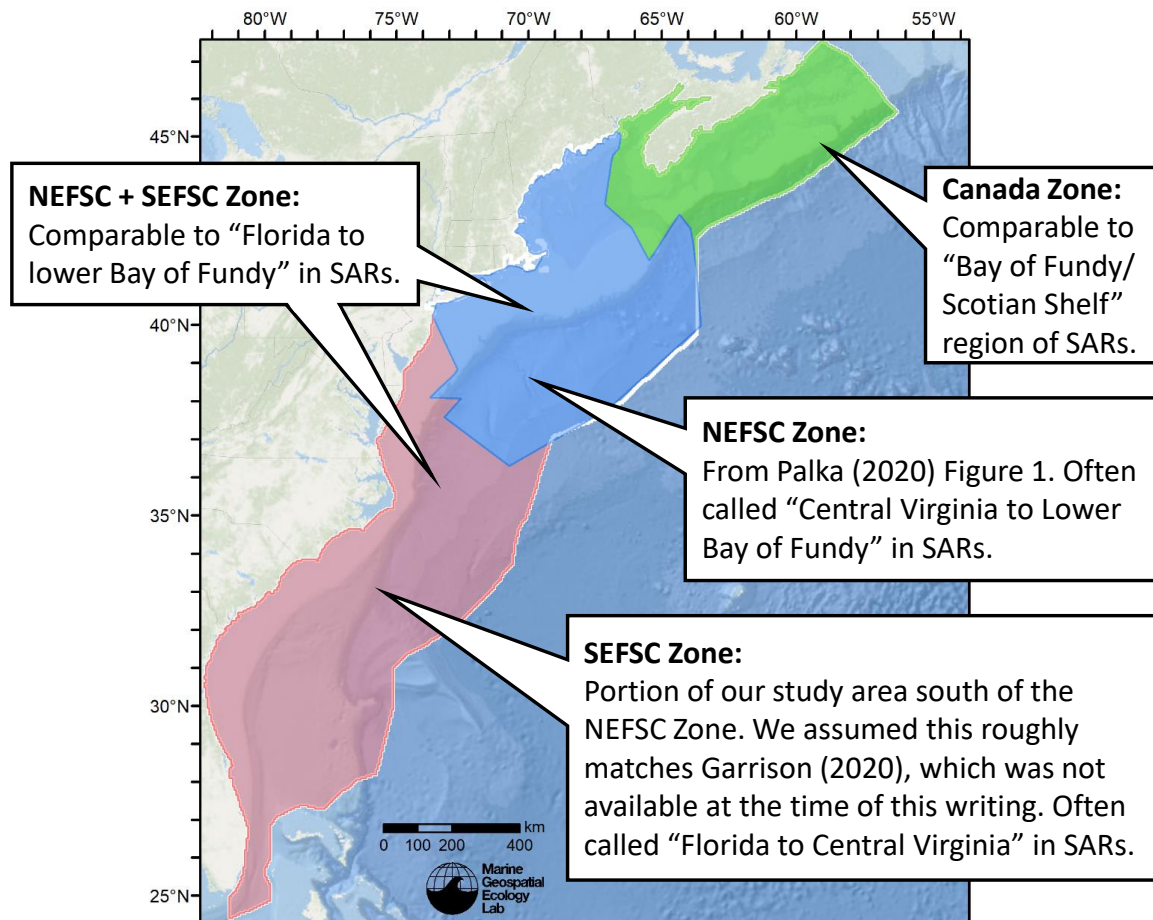 80°W 75°W 70°W 65°W 60°W 55°W
45°N
40°N
35°N
30°N
25°N
NEFSC + SEFSC Zone:
Comparable to “Florida to
lower Bay of Fundy” in SARs.
Canada Zone:
Comparable to
“Bay of Fundy/
Scotian Shelf”
region of SARs.
NEFSC Zone:
From Palka (2020) Figure 1. Often
called “Central Virginia to Lower
Bay of Fundy” in SARs.
SEFSC Zone:
Portion of our study area south of the
NEFSC Zone. We assumed this roughly
matches Garrison (2020), which was not
available at the time of this writing. Often
called “Florida to Central Virginia” in SARs.
km
0 100 200 400
Marine
Geospatial
Ecology
Lab